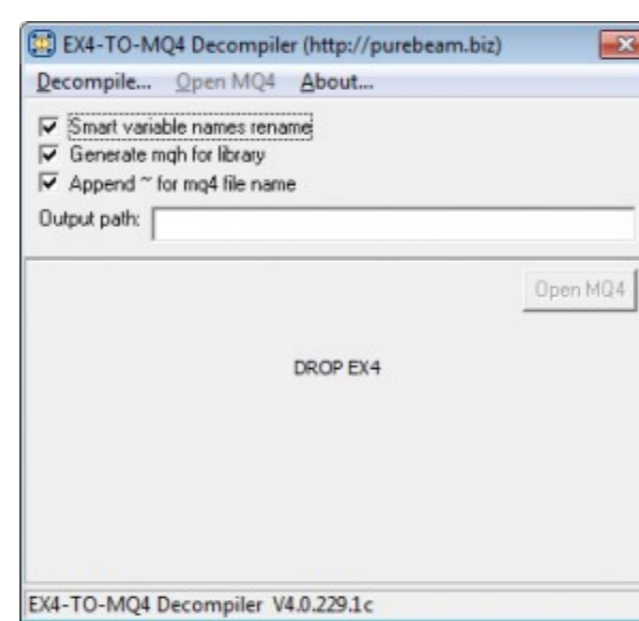 EX4-TO-MQ4 Decompiler (http://purebeam.biz)
Decompile... Open MQ4 About...
Smart variable names rename
Generate mqh for library
Append ~ for mq4 file name
Output path:
Open MQ4
DROP EX4
EX4-TO-MQ4 Decompiler V4.0.229.1c